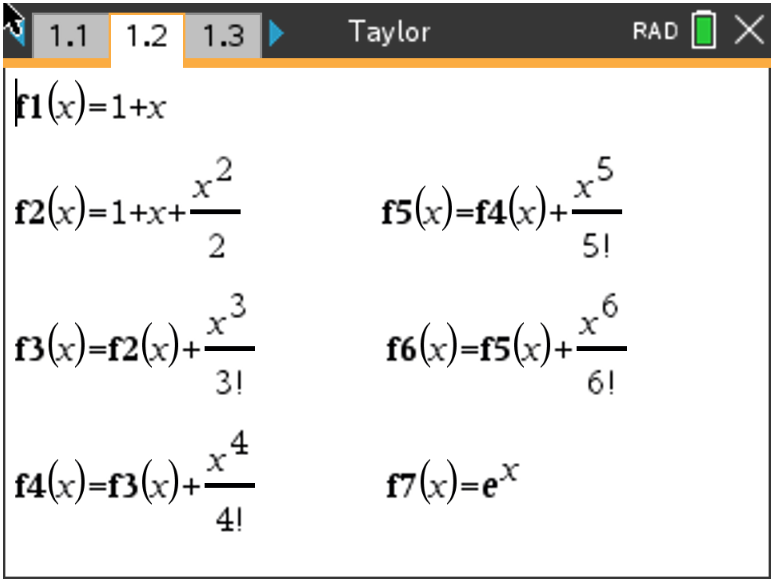 1.1 1.2 1.3 Taylor RAD
f1(x)=1+x
f2(x)=1+x+x^2/2
f3(x)=f2(x)+x^3/3!
f4(x)=f3(x)+x^4/4!
f5(x)=f4(x)+x^5/5!
f6(x)=f5(x)+x^6/6!
f7(x)=e^x